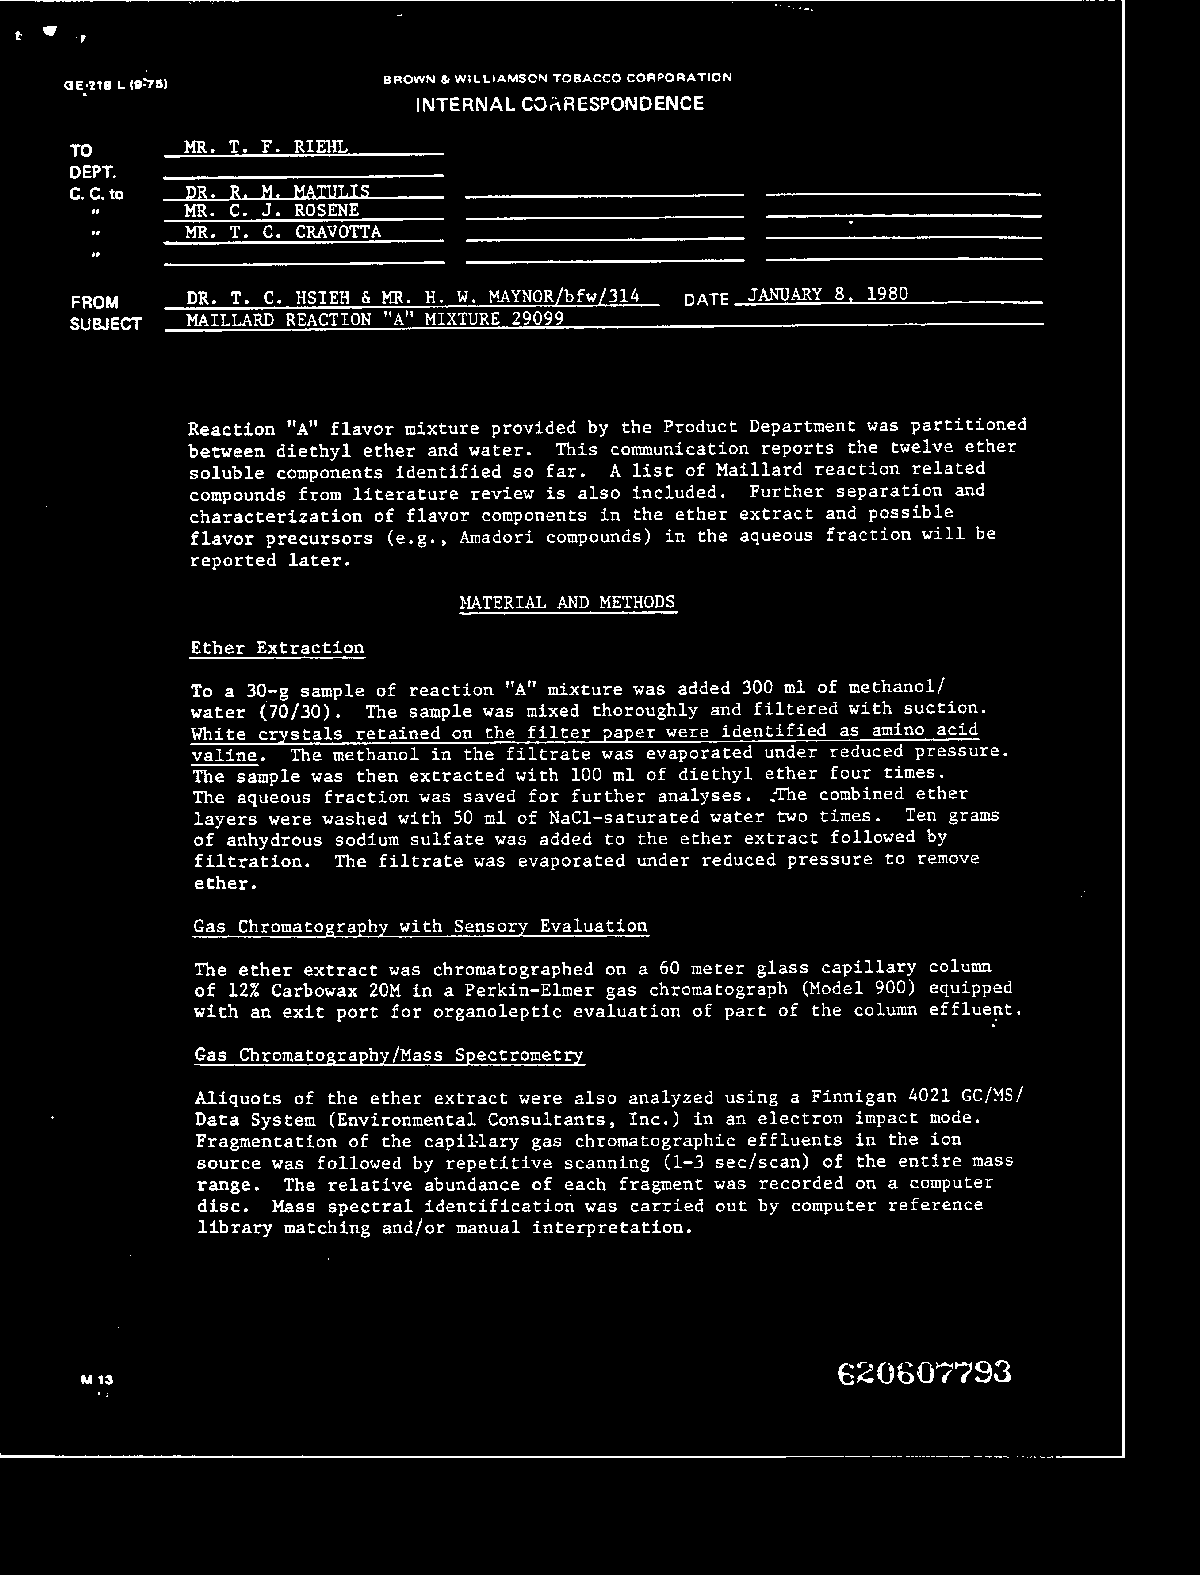 GE-218 L (9-75)
BROWN & WILLIAMSON TOBACCO CORPORATION
INTERNAL CORRESPONDENCE
TO MR. T. F. RIEHL
DEPT.
C. C. to DR. R. M. MATULIS
" MR. C. J. ROSENE
" MR. T. C. CRAVOTTA
"
FROM DR. T. C. HSIEH & MR. H. W. MAYNOR/bfw/314 DATE JANUARY 8, 1980
SUBJECT MAILLARD REACTION "A" MIXTURE 29099
Reaction "A" flavor mixture provided by the Product Department was partitioned
between diethyl ether and water. This communication reports the twelve ether
soluble components identified so far. A list of Maillard reaction related
compounds from literature review is also included. Further separation and
characterization of flavor components in the ether extract and possible
flavor precursors (e.g., Amadori compounds) in the aqueous fraction will be
reported later.
MATERIAL AND METHODS
Ether Extraction
To a 30-g sample of reaction "A" mixture was added 300 ml of methanol/
water (70/30). The sample was mixed thoroughly and filtered with suction.
White crystals retained on the filter paper were identified as amino acid
valine. The methanol in the filtrate was evaporated under reduced pressure.
The sample was then extracted with 100 ml of diethyl ether four times.
The aqueous fraction was saved for further analyses. The combined ether
layers were washed with 50 ml of NaCl-saturated water two times. Ten grams
of anhydrous sodium sulfate was added to the ether extract followed by
filtration. The filtrate was evaporated under reduced pressure to remove
ether.
Gas Chromatography with Sensory Evaluation
The ether extract was chromatographed on a 60 meter glass capillary column
of 12% Carbowax 20M in a Perkin-Elmer gas chromatograph (Model 900) equipped
with an exit port for organoleptic evaluation of part of the column effluent.
Gas Chromatography/Mass Spectrometry
Aliquots of the ether extract were also analyzed using a Finnigan 4021 GC/MS/
Data System (Environmental Consultants, Inc.) in an electron impact mode.
Fragmentation of the capillary gas chromatographic effluents in the ion
source was followed by repetitive scanning (1-3 sec/scan) of the entire mass
range. The relative abundance of each fragment was recorded on a computer
disc. Mass spectral identification was carried out by computer reference
library matching and/or manual interpretation.
M 13
620607793